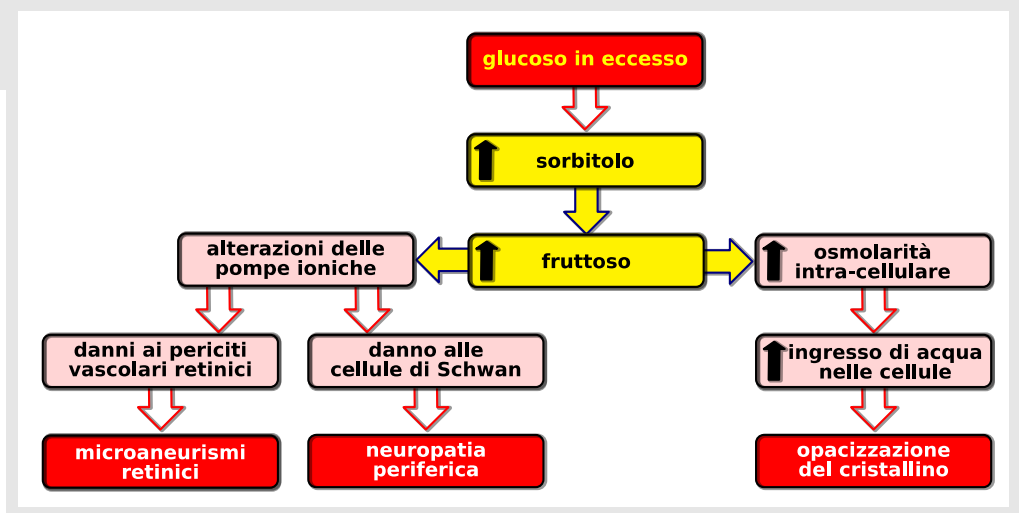 glucoso in eccesso
sorbitolo
alterazioni delle
pompe ioniche
fruttoso
osmolarità
intra-cellulare
danni ai periciti
vascolari retinici
danno alle
cellule di Schwan
ingresso di acqua
nelle cellule
microaneurismi
retinici
neuropatia
periferica
opacizzazione
del cristallino